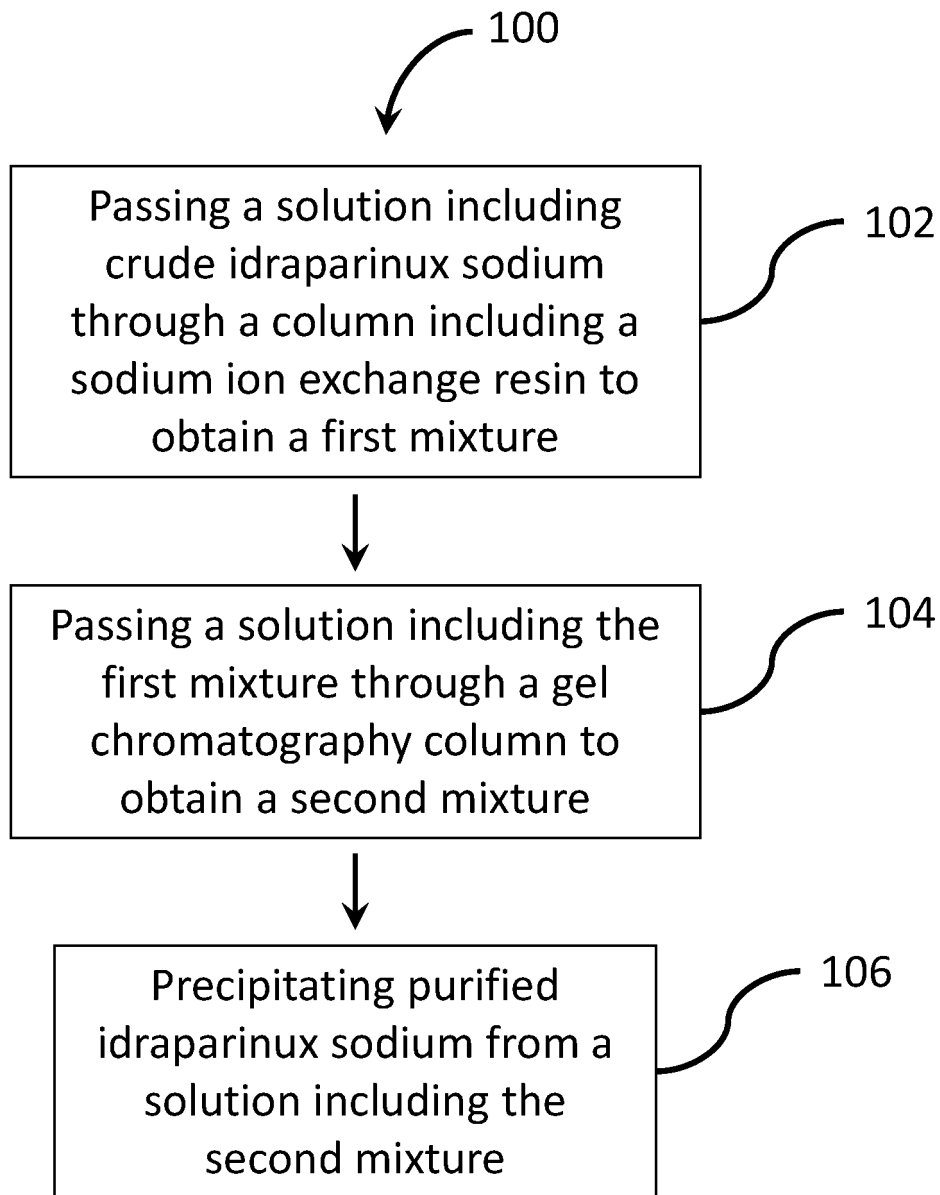 100
Passing a solution including
crude idraparinux sodium
through a column including a
sodium ion exchange resin to
obtain a first mixture
102
Passing a solution including the
first mixture through a gel
chromatography column to
obtain a second mixture
104
Precipitating purified
idraparinux sodium from a
solution including the
second mixture
106